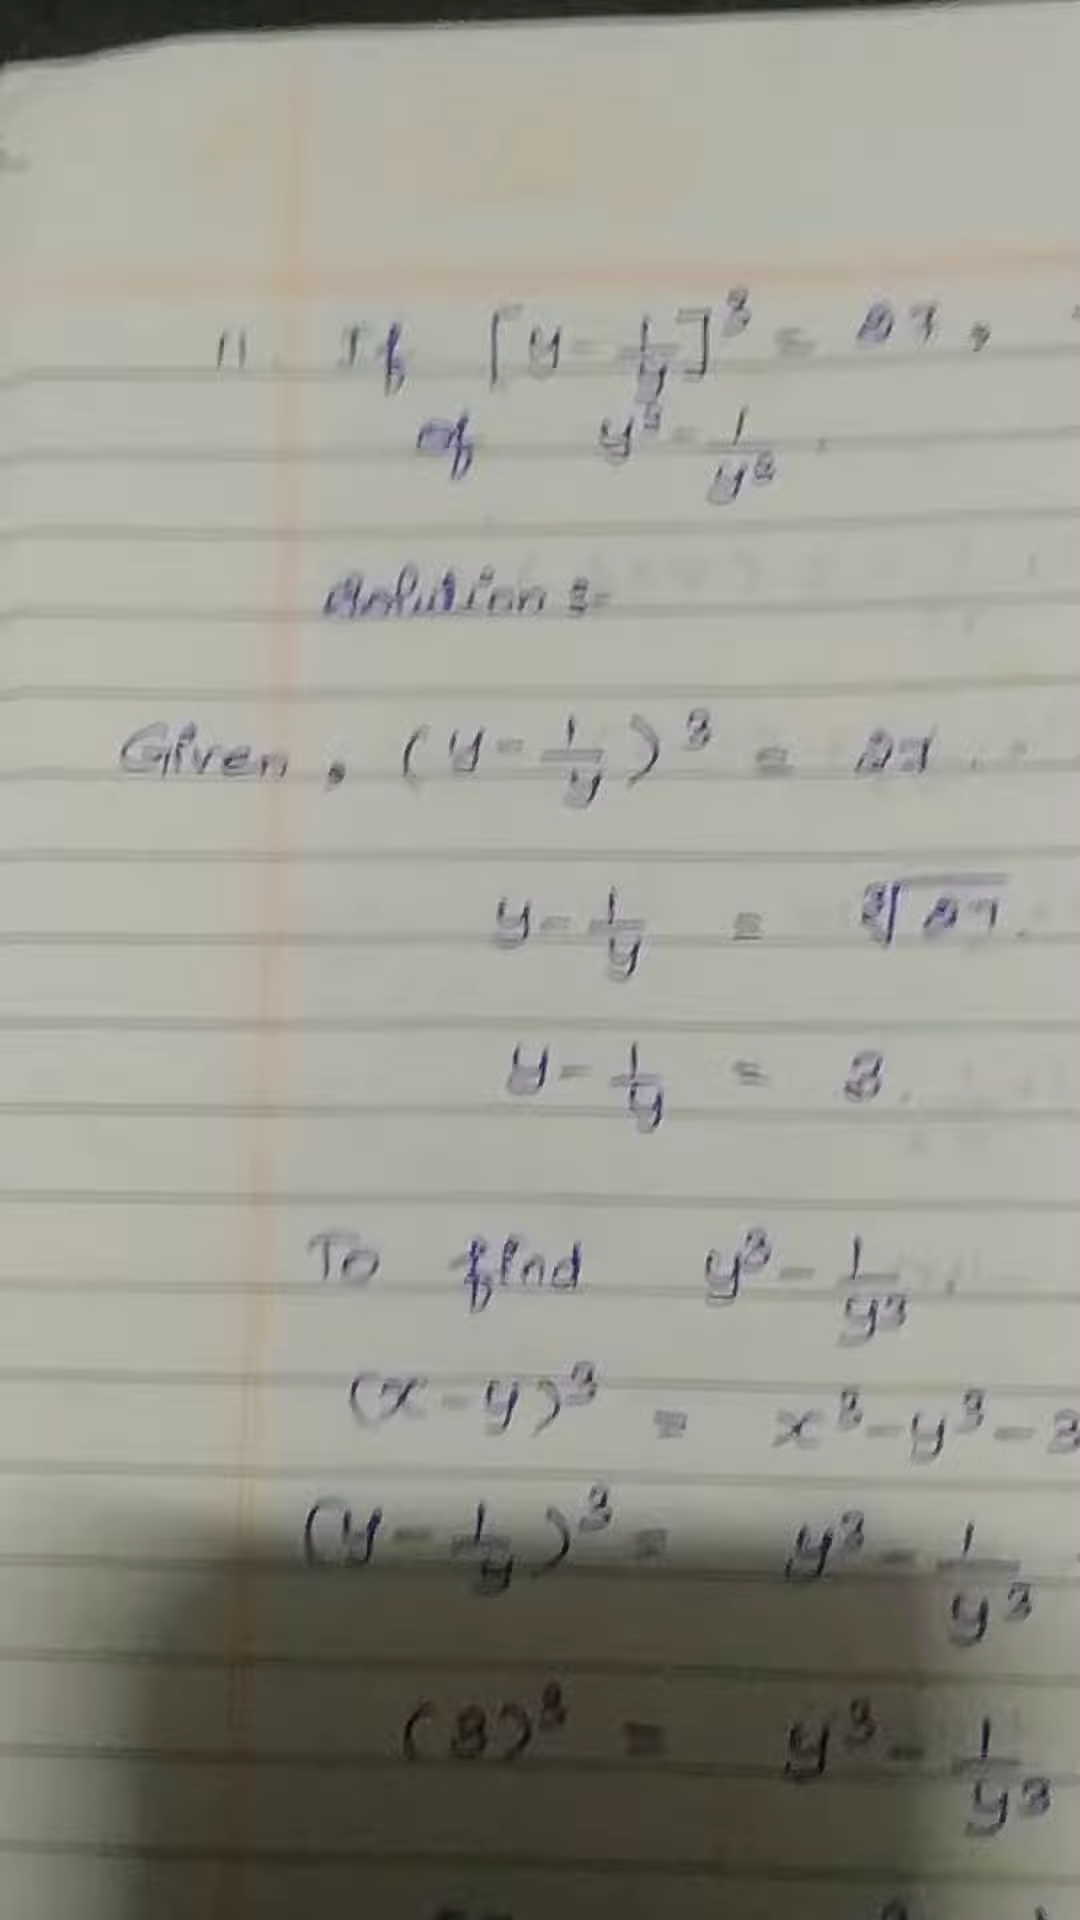 11 If [y - 1/y]³ = 27,
of y³ - 1/y³.
Solution :-
Given, (y - 1/y)³ = 27
y - 1/y = ∛27.
y - 1/y = 3.
To find y³ - 1/y³.
(x - y)³ = x³ - y³ - 3
(y - 1/y)³ = y³ - 1/y³
(3)³ = y³ - 1/y³